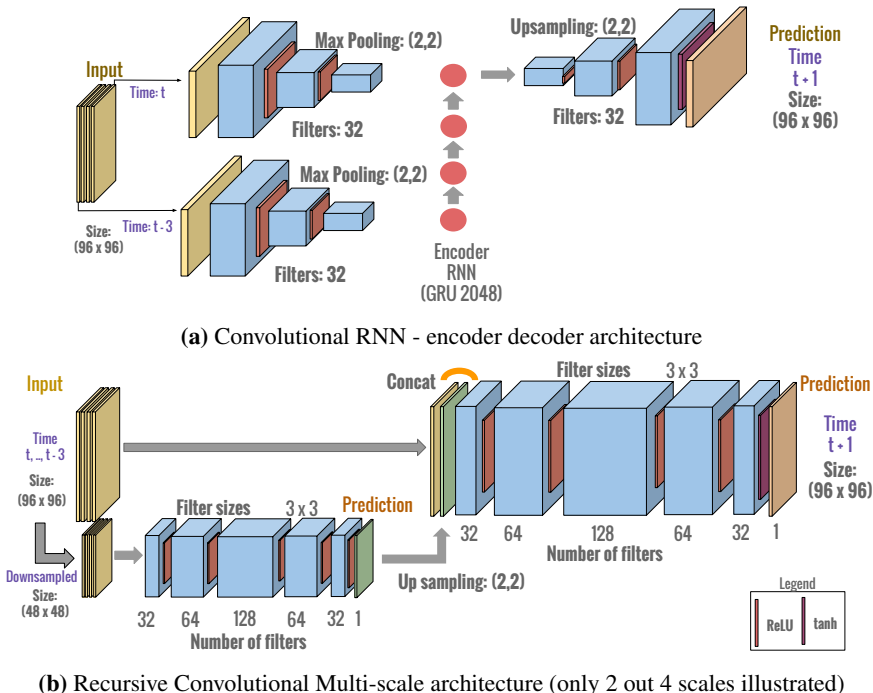 Input
Time: t
Max Pooling: (2,2)
Filters: 32
Max Pooling: (2,2)
Time: t - 3
Size:
(96 x 96)
Filters: 32
Encoder
RNN
(GRU 2048)
Upsampling: (2,2)
Filters: 32
Prediction
Time
t + 1
Size:
(96 x 96)
(a) Convolutional RNN - encoder decoder architecture
Input
Time
t, .., t - 3
Size:
(96 x 96)
Downsampled
Size:
(48 x 48)
Filter sizes 3 x 3
Prediction
32 64 128 64 32 1
Number of filters
Up sampling: (2,2)
Concat
Filter sizes 3 x 3
Prediction
Time
t + 1
Size:
(96 x 96)
32 64 128 64 32 1
Number of filters
Legend
ReLU tanh
(b) Recursive Convolutional Multi-scale architecture (only 2 out 4 scales illustrated)